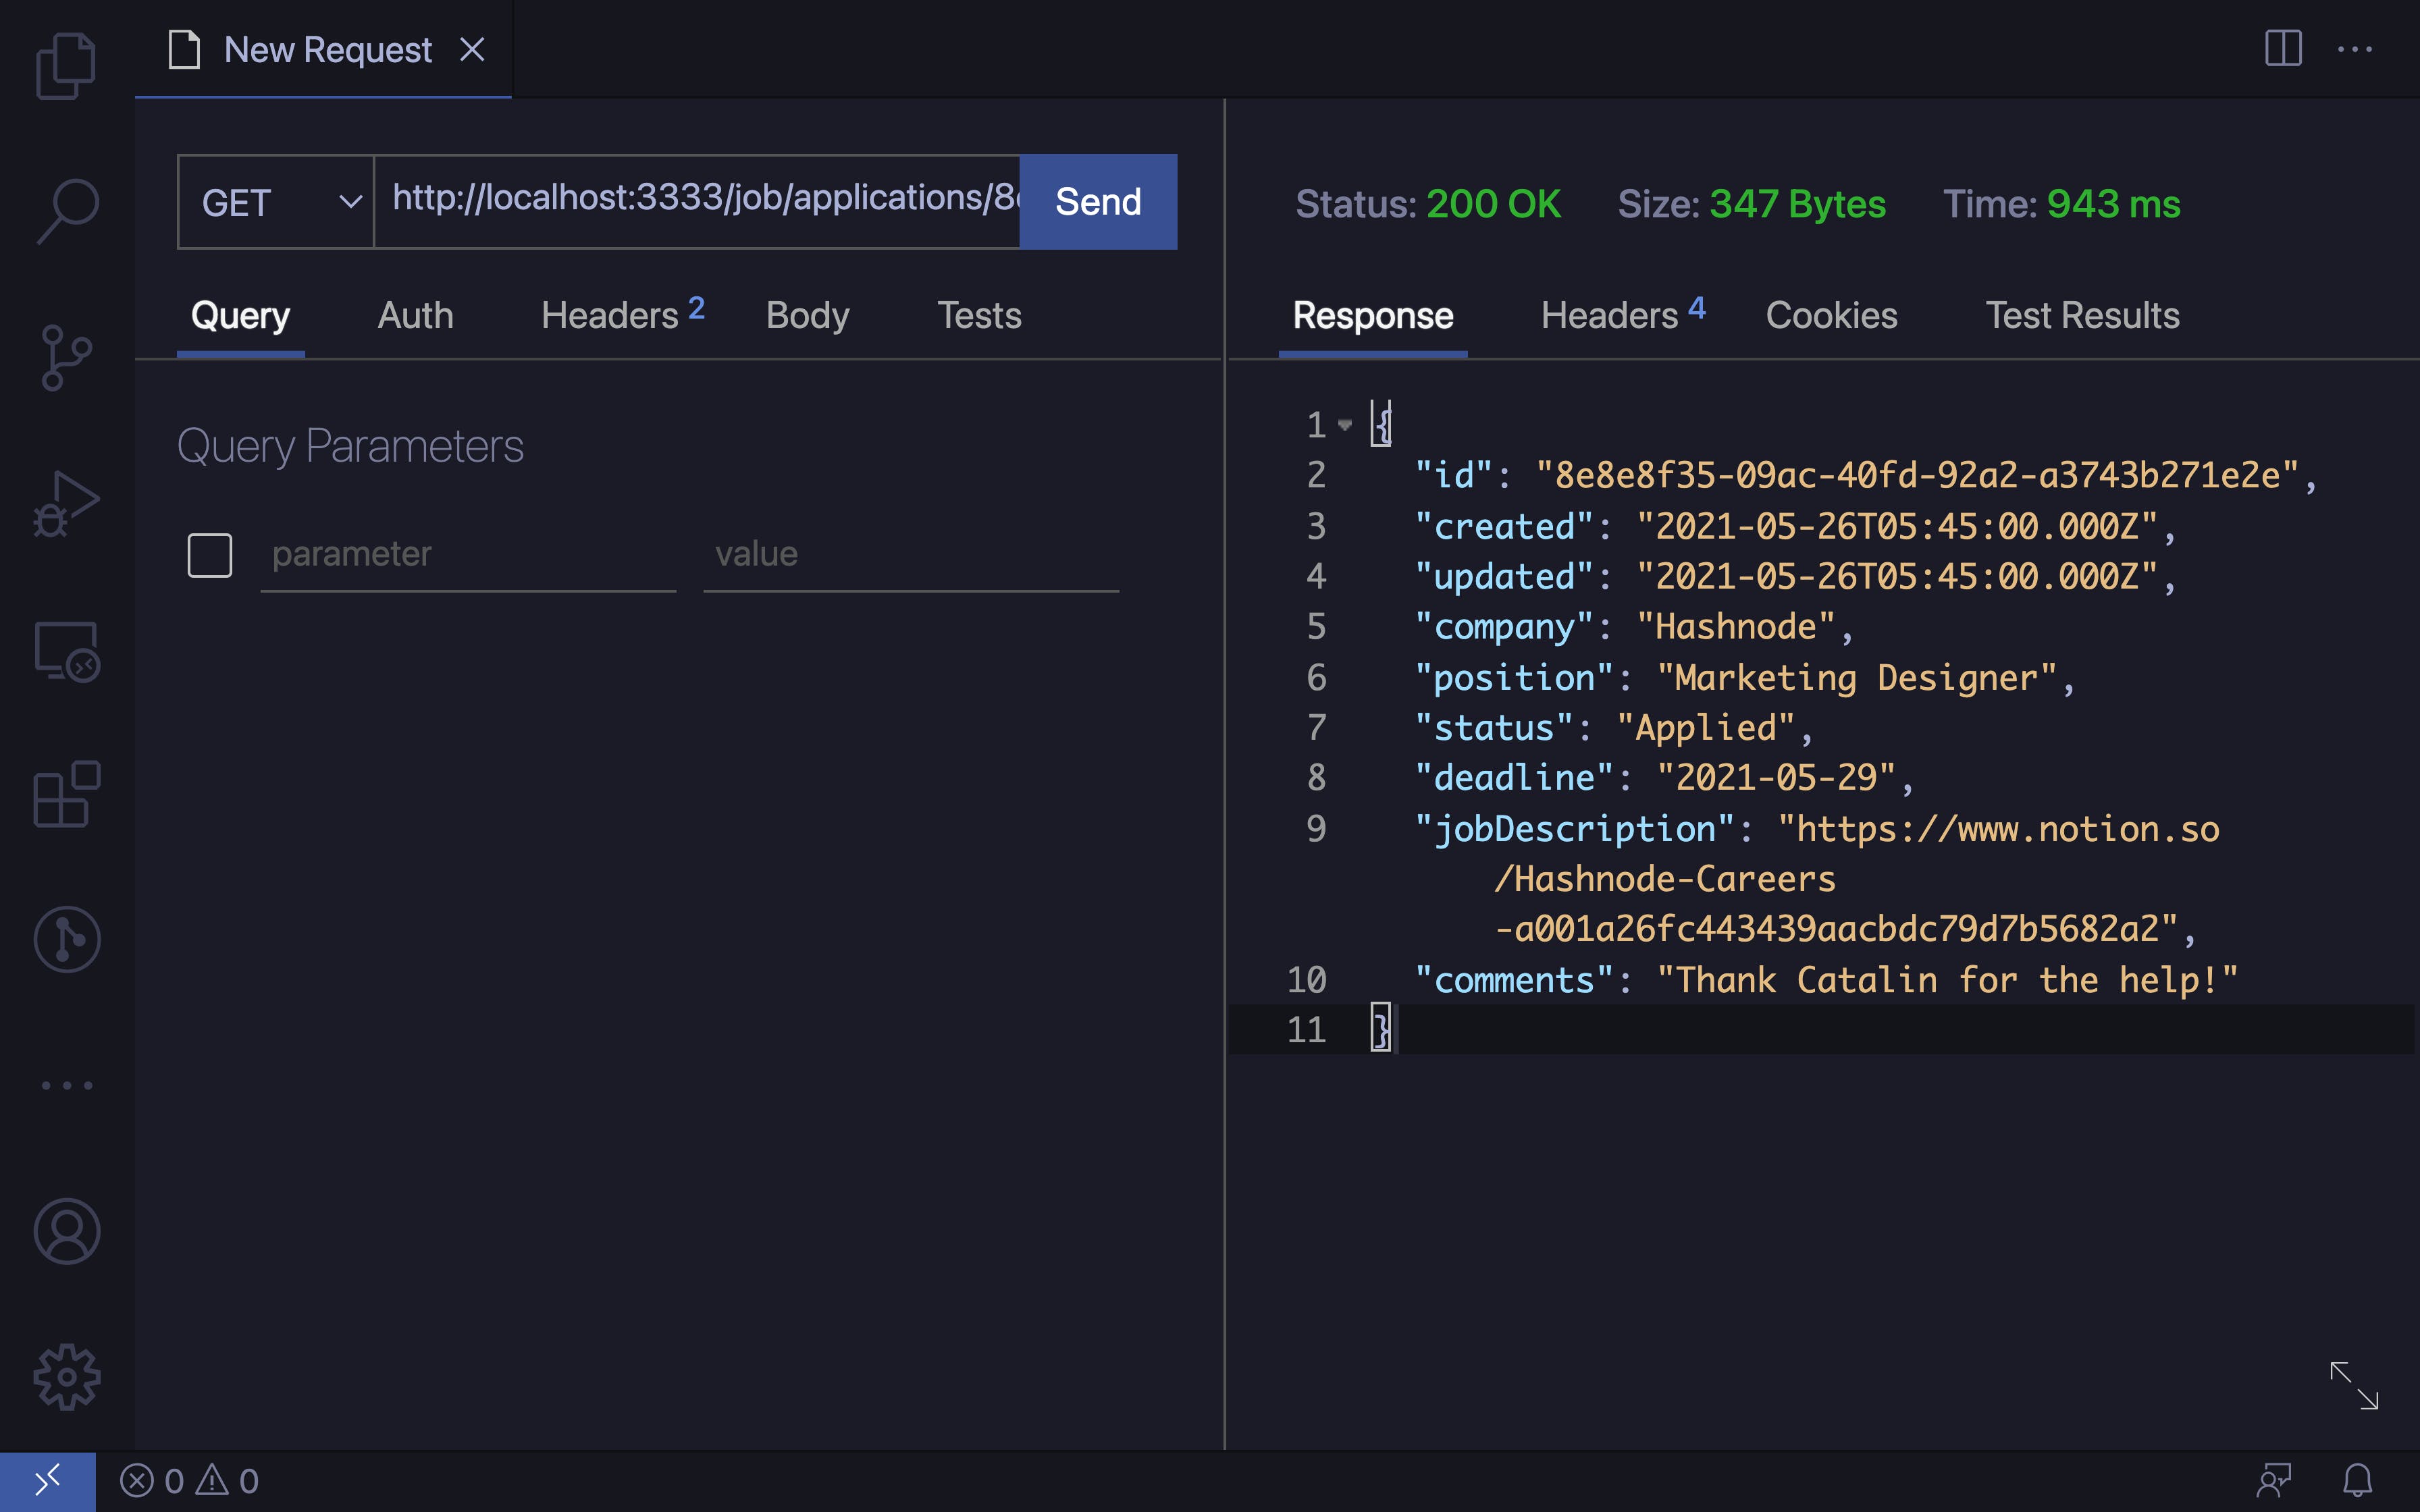 New Request
GET http://localhost:3333/job/applications/8 Send
Query Auth Headers 2 Body Tests
Query Parameters
parameter value
Status: 200 OK Size: 347 Bytes Time: 943 ms
Response Headers 4 Cookies Test Results
1 {
2 "id": "8e8e8f35-09ac-40fd-92a2-a3743b271e2e",
3 "created": "2021-05-26T05:45:00.000Z",
4 "updated": "2021-05-26T05:45:00.000Z",
5 "company": "Hashnode",
6 "position": "Marketing Designer",
7 "status": "Applied",
8 "deadline": "2021-05-29",
9 "jobDescription": "https://www.notion.so
/Hashnode-Careers
-a001a26fc443439aacbdc79d7b5682a2",
10 "comments": "Thank Catalin for the help!"
11 }
0 0